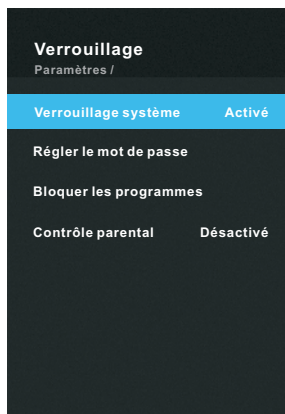 Verrouillage
Paramètres /
Verrouillage système Activé
Régler le mot de passe
Bloquer les programmes
Contrôle parental Désactivé